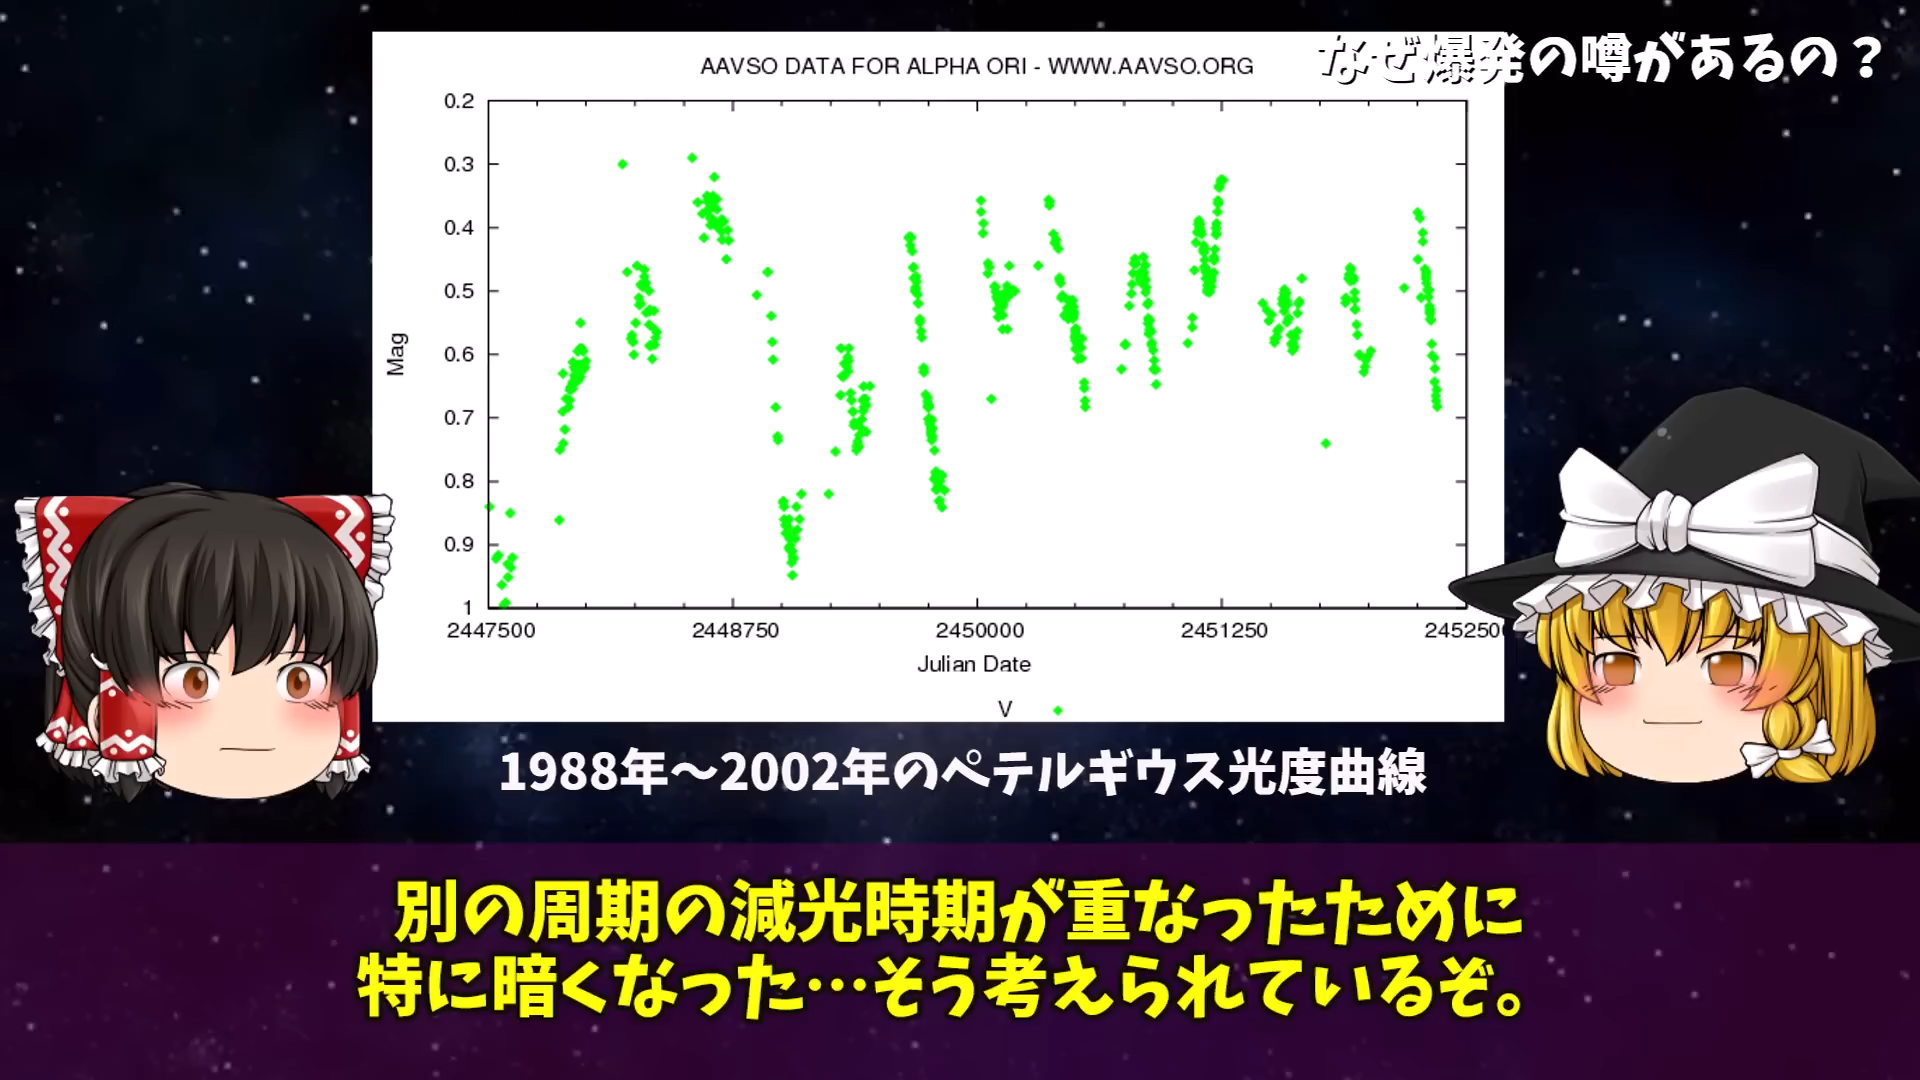 なぜ爆発の噂があるの？
AAVSO DATA FOR ALPHA ORI - WWW.AAVSO.ORG
0.2
0.3
0.4
0.5
0.6
0.7
0.8
0.9
1
Mag
2447500 2448750 2450000 2451250 2452500
Julian Date
V
1988年～2002年のペテルギウス光度曲線
別の周期の減光時期が重なったために
特に暗くなった…そう考えられているぞ。